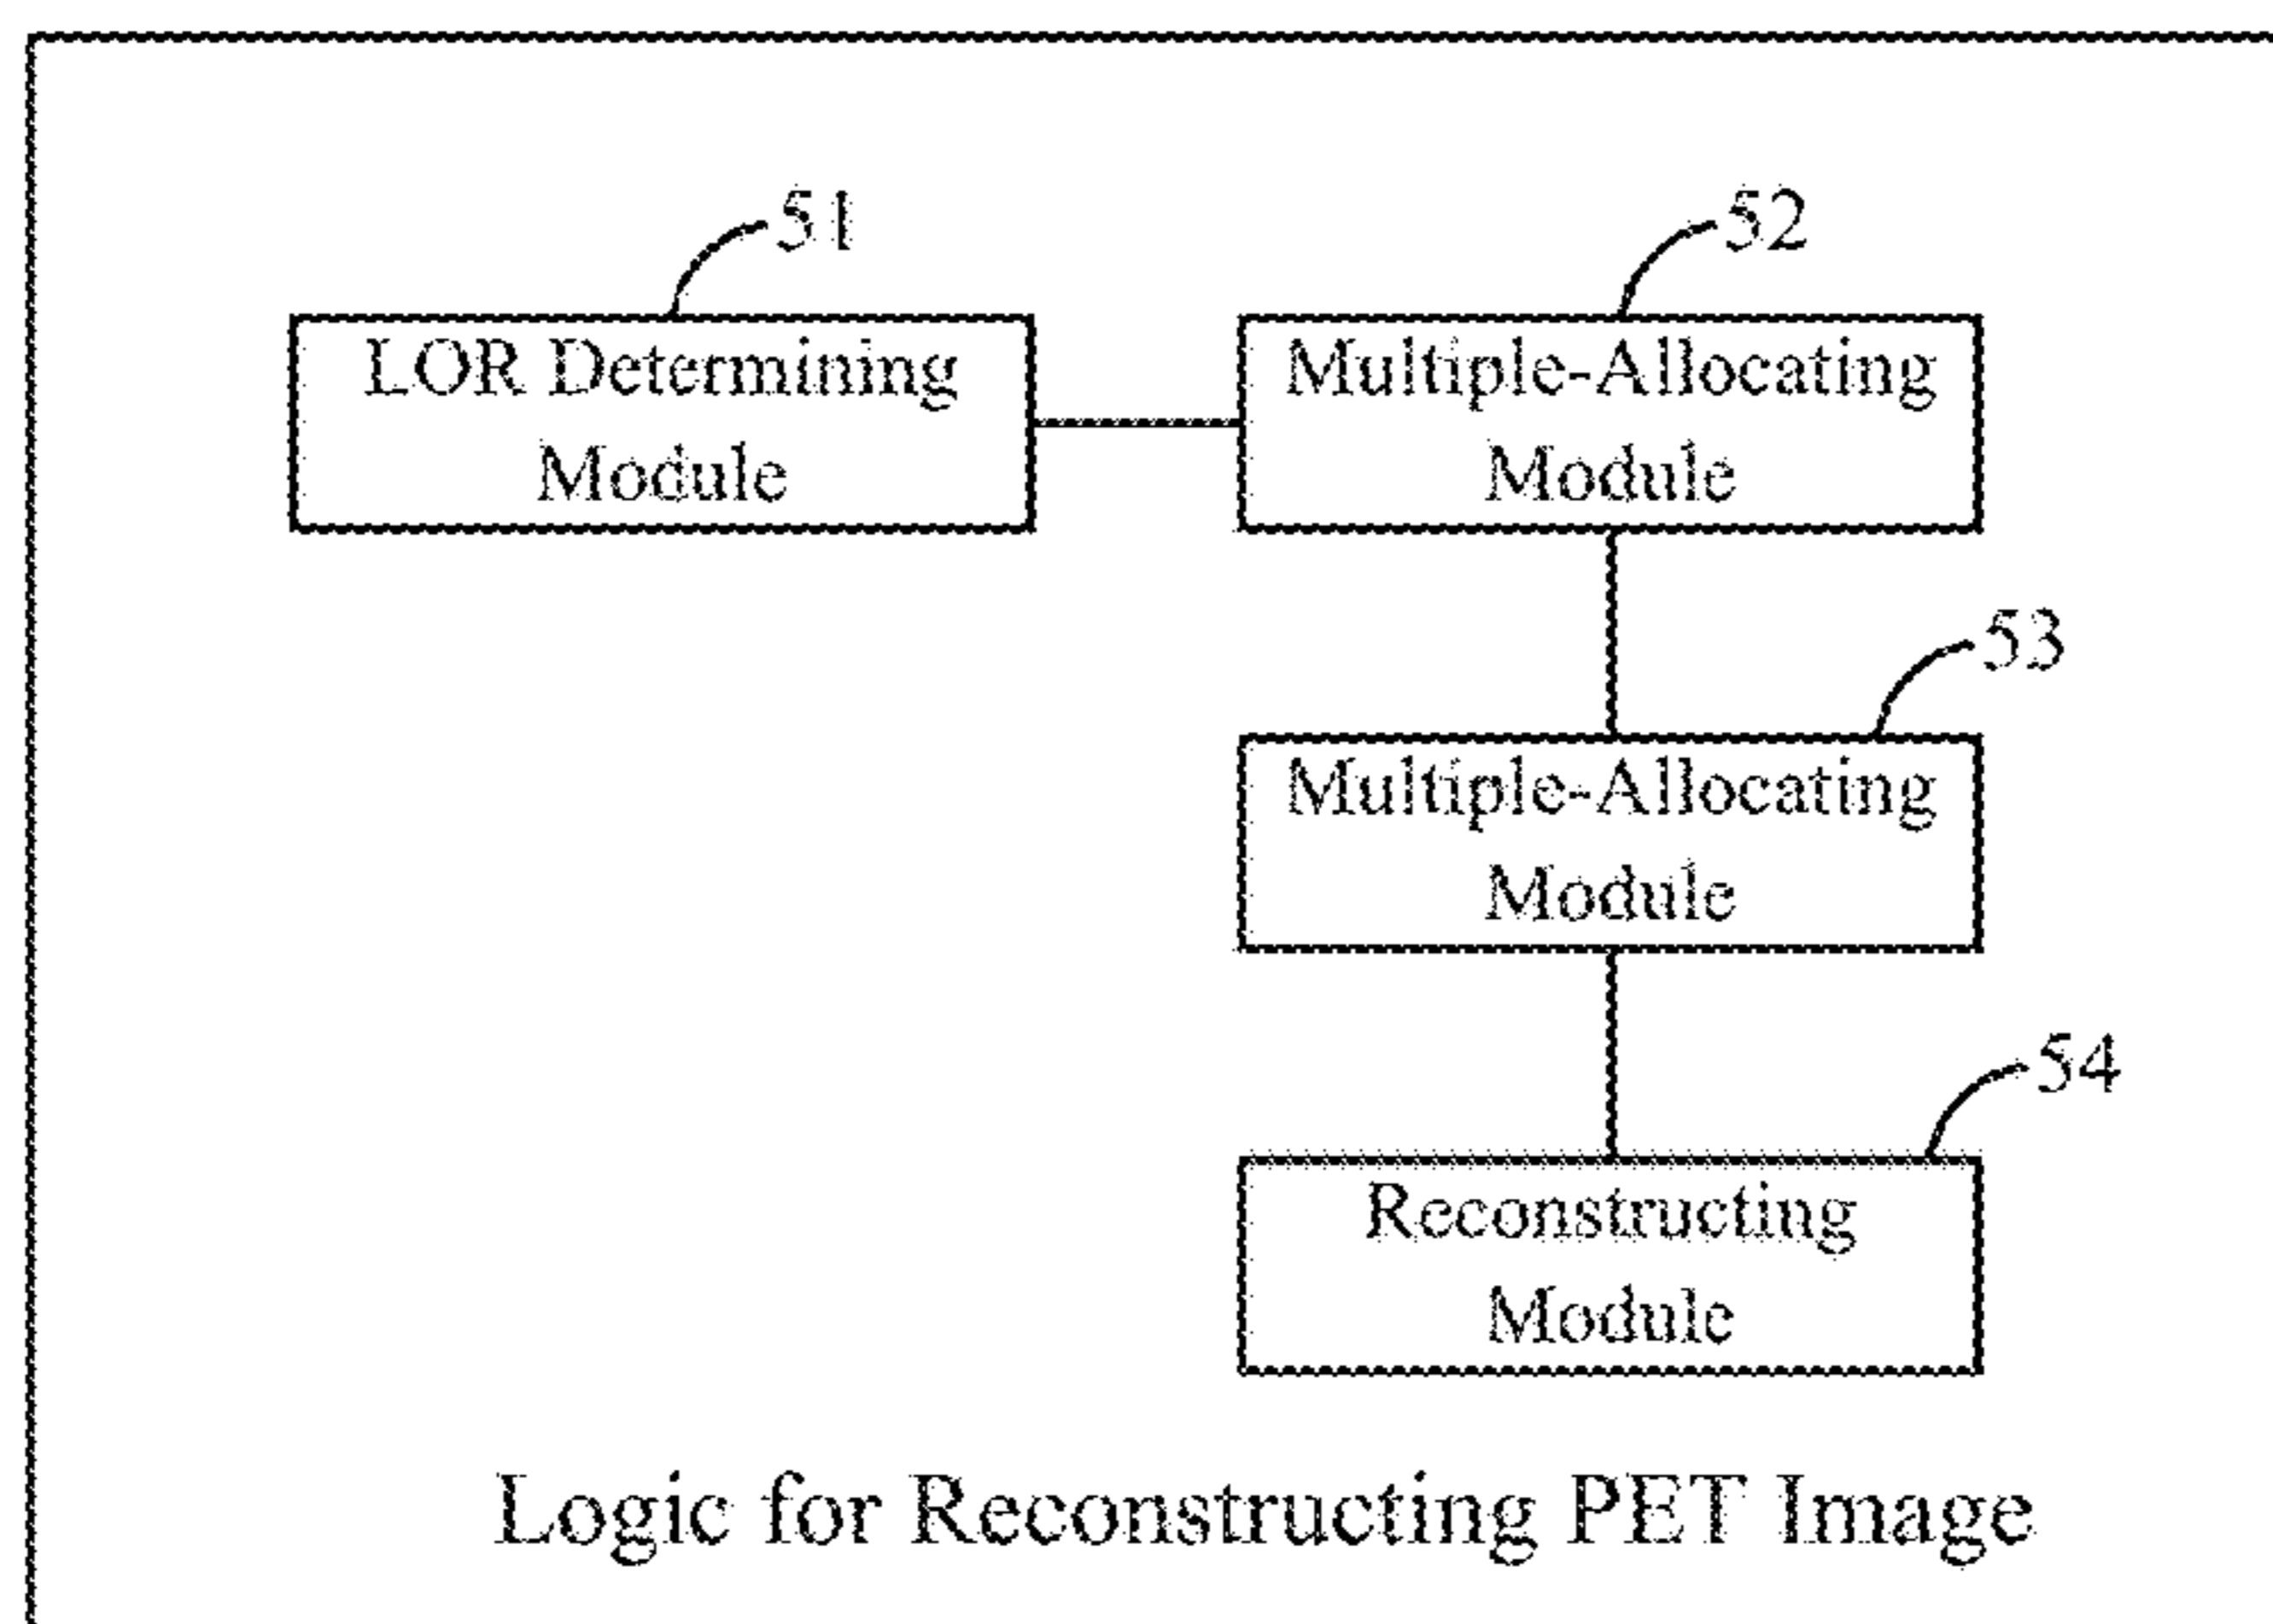 51
52
LOR Determining
Module
Multiple-Allocating
Module
53
Multiple-Allocating
Module
54
Reconstructing
Module
Logic for Reconstructing PET Image